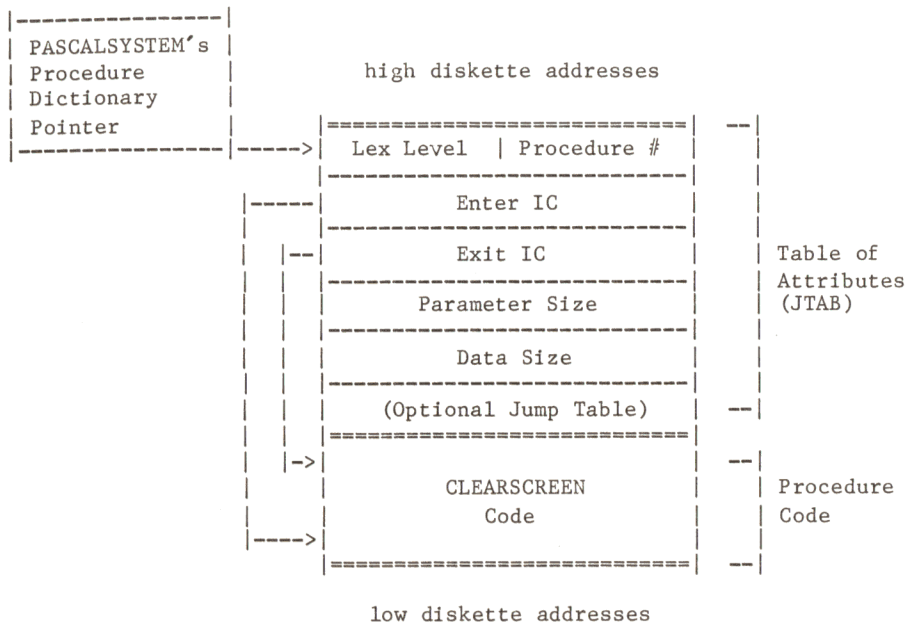 PASCALSYSTEM's
Procedure
Dictionary
Pointer
high diskette addresses
Lex Level | Procedure #
Enter IC
Exit IC
Parameter Size
Data Size
(Optional Jump Table)
Table of
Attributes
(JTAB)
CLEARSCREEN
Code
Procedure
Code
low diskette addresses